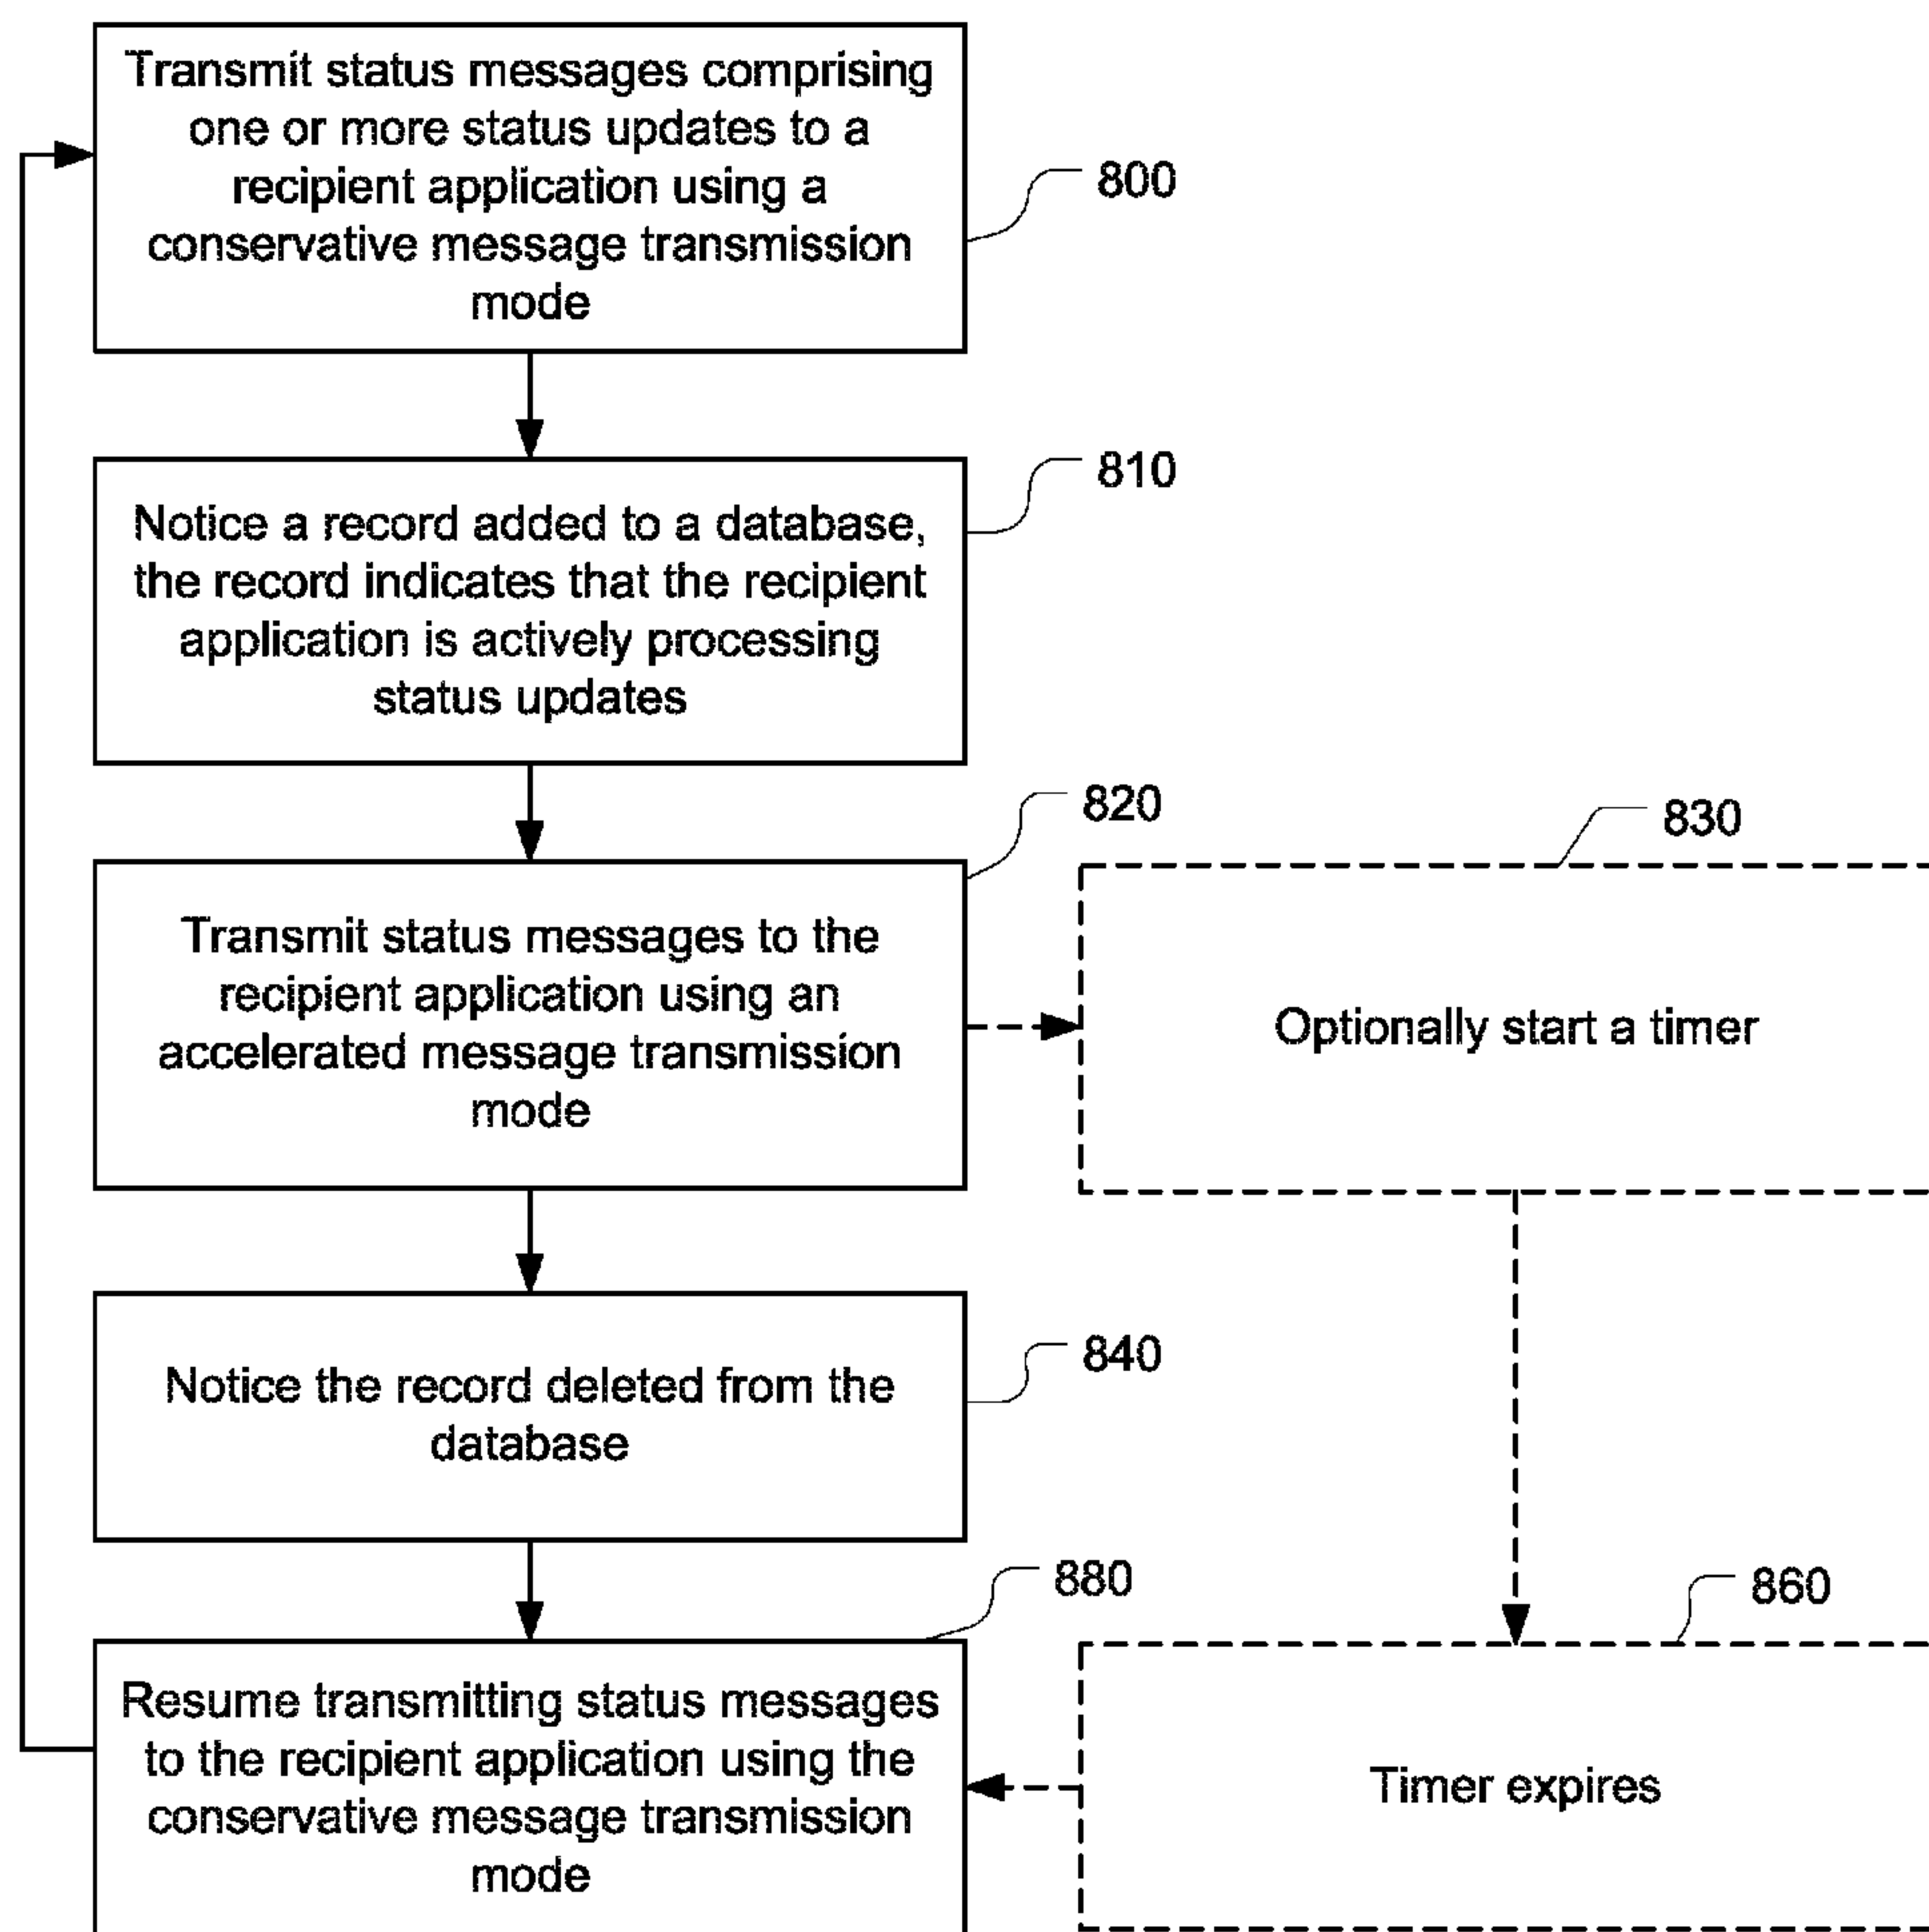 Transmit status messages comprising
one or more status updates to a
recipient application using a
conservative message transmission
mode
800
810
Notice a record added to a database,
the record indicates that the recipient
application is actively processing
status updates
820
830
Transmit status messages to the
recipient application using an
accelerated message transmission
mode
Optionally start a timer
840
Notice the record deleted from the
database
880
860
Resume transmitting status messages
to the recipient application using the
conservative message transmission
mode
Timer expires